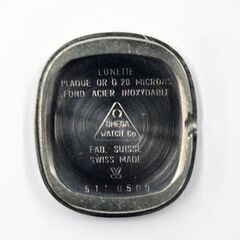 LUNETTE
PLAQUE OR G 20 MICRONS
FOND ACIER INOXYDABLE
Ω
OMEGA
WATCH Co
FAB. SUISSE
SWISS MADE
511.0509